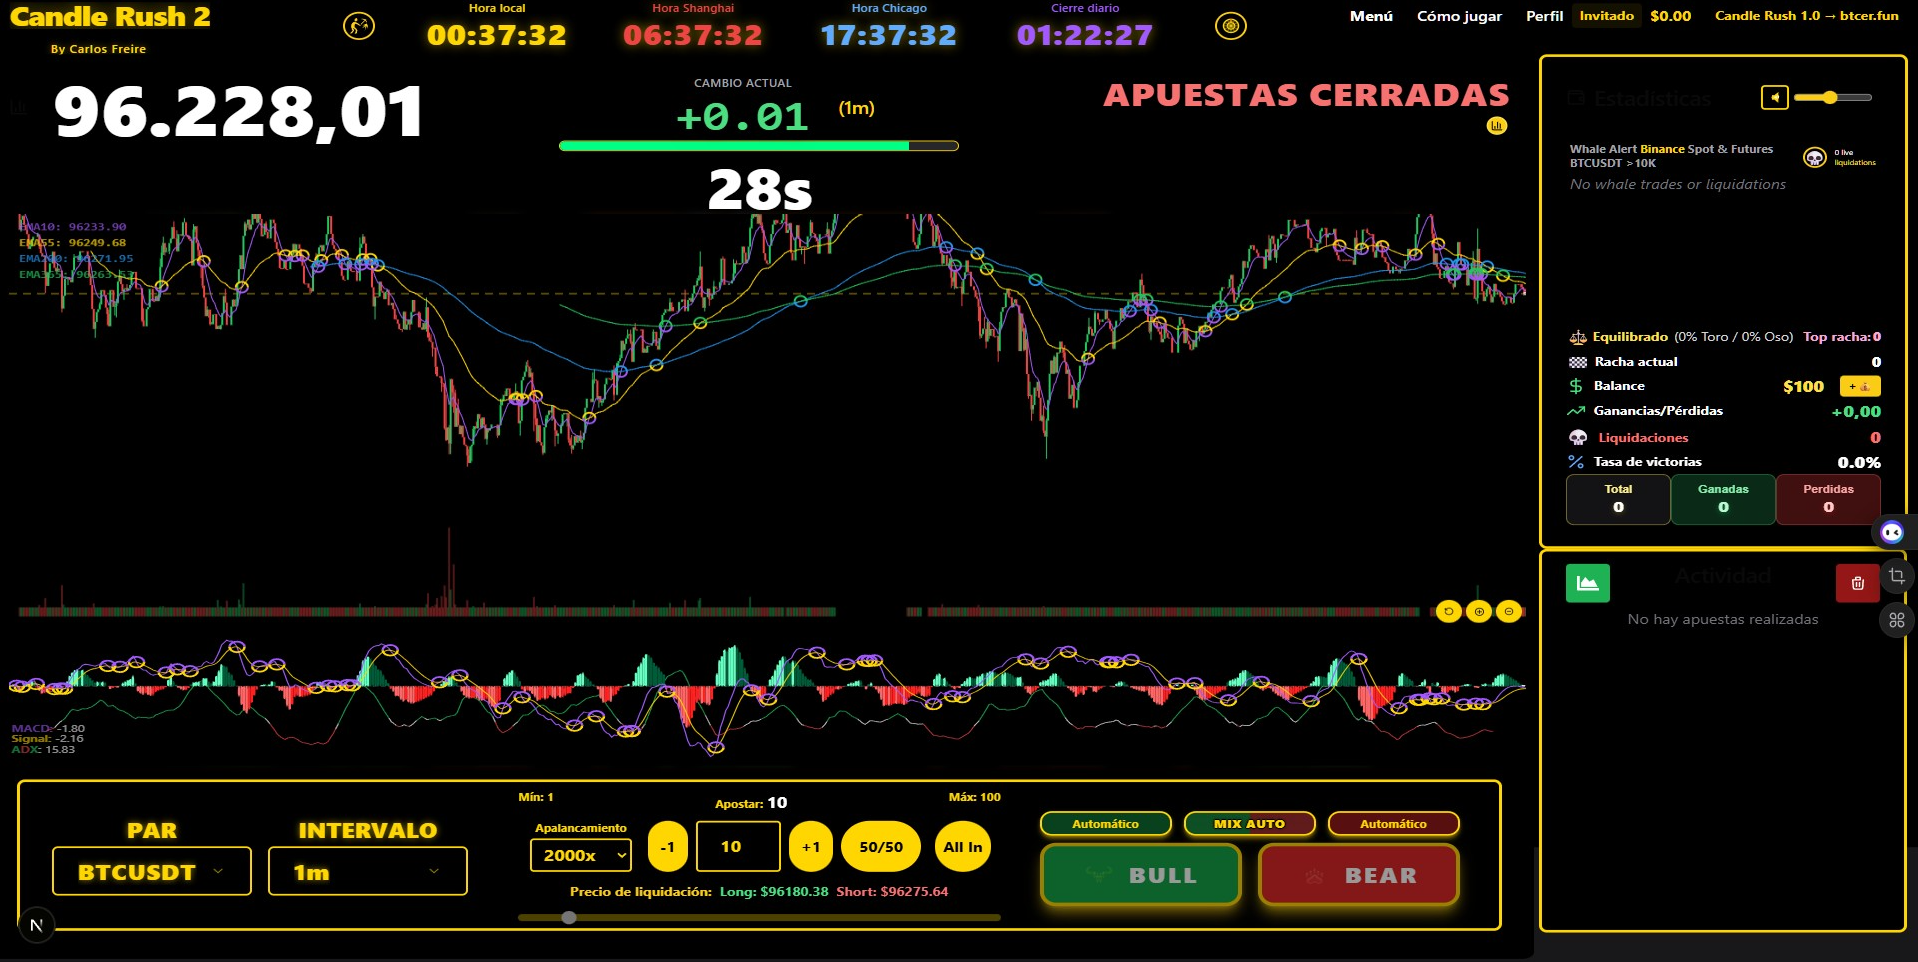 Candle Rush 2
By Carlos Freire
Hora local
00:37:32
Hora Shanghai
06:37:32
Hora Chicago
17:37:32
Cierre diario
01:22:27
Menú Cómo jugar Perfil Invitado $0.00 Candle Rush 1.0 → btcer.fun
96.228,01
CAMBIO ACTUAL
+0.01 (1m)
28s
APUESTAS CERRADAS
EMA10: 96233.90
EMA55: 96249.68
EMA200: 96271.95
EMA365: 96263.63
MACD: -1.80
Signal: -2.16
ADX: 15.83
PAR
BTCUSDT
INTERVALO
1m
Mín: 1
Apostar: 10
Máx: 100
Apalancamiento
2000x
-1
10
+1
50/50
All In
Precio de liquidación: Long: $96180.38 Short: $96275.64
Automático
MIX AUTO
Automático
BULL
BEAR
N
Estadísticas
Whale Alert Binance Spot & Futures
BTCUSDT >10K
0 live
liquidations
No whale trades or liquidations
Equilibrado (0% Toro / 0% Oso) Top racha: 0
Racha actual 0
Balance $100 +
Ganancias/Pérdidas +0,00
Liquidaciones 0
Tasa de victorias 0.0%
Total
0
Ganadas
0
Perdidas
0
Actividad
No hay apuestas realizadas